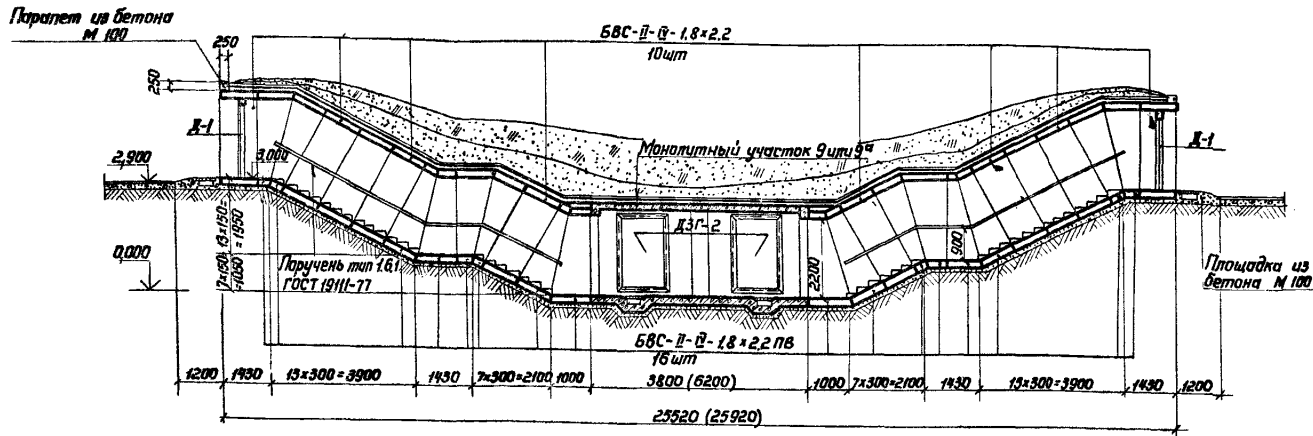 Парапет из бетона
М 100
250
250
БВС-II-IV-1,8×2,2
10шт
Д-1
Монолитный участок 9 или 9ᵃ
Д-1
2,900
3,000
ДЗГ-2
0,000
7×150= 13×150=
=1050 =1950
Поручень тип 1.6.1
ГОСТ 19111-77
2200
900
Площадка из
бетона М 100
БВС-II-IV-1,8×2,2 ПВ
16шт
1200 1430 13×300=3900 1430 7×300=2100 1000 3800 (6200) 1000 7×300=2100 1430 13×300=3900 1430 1200
25520 (25920)